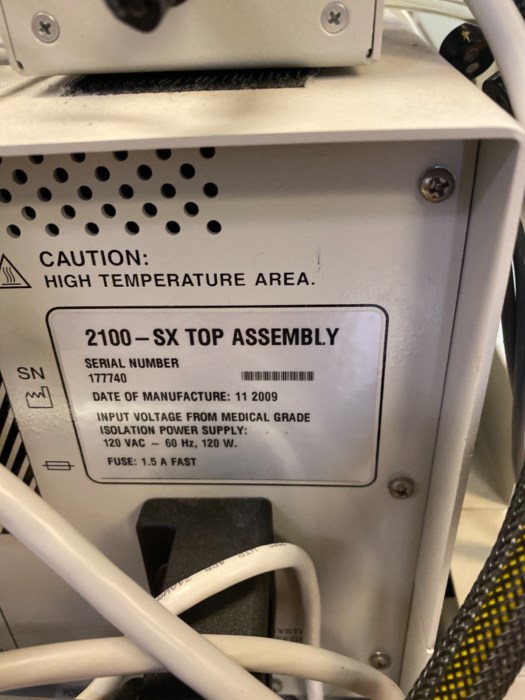 CAUTION:
HIGH TEMPERATURE AREA.
2100-SX TOP ASSEMBLY
SERIAL NUMBER
177740
SN
DATE OF MANUFACTURE: 11 2009
INPUT VOLTAGE FROM MEDICAL GRADE
ISOLATION POWER SUPPLY:
120 VAC ~ 60 Hz, 120 W.
FUSE: 1.5 A FAST